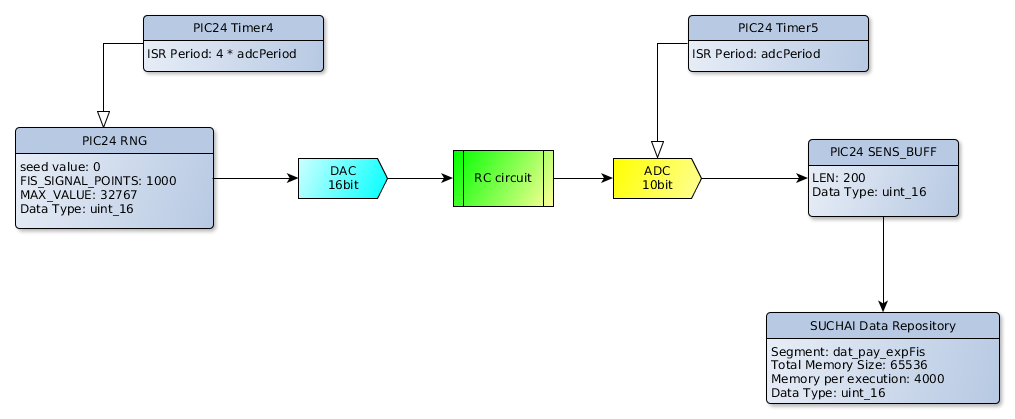 PIC24 Timer4
ISR Period: 4 * adcPeriod
PIC24 Timer5
ISR Period: adcPeriod
PIC24 RNG
seed value: 0
FIS_SIGNAL_POINTS: 1000
MAX_VALUE: 32767
Data Type: uint_16
DAC
16bit
RC circuit
ADC
10bit
PIC24 SENS_BUFF
LEN: 200
Data Type: uint_16
SUCHAI Data Repository
Segment: dat_pay_expFis
Total Memory Size: 65536
Memory per execution: 4000
Data Type: uint_16